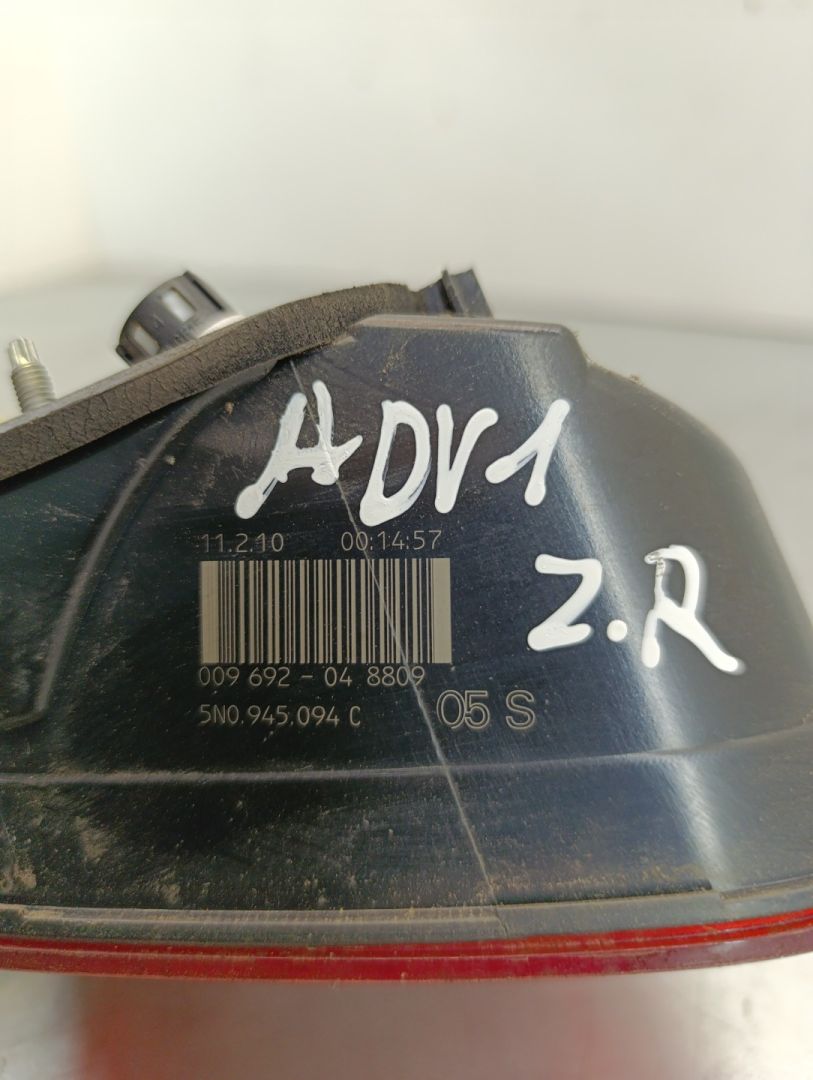 ADV1
11.2.10 00:14:57
Z.R
009 692 - 04 8809
5N0.945.094 C 05 S